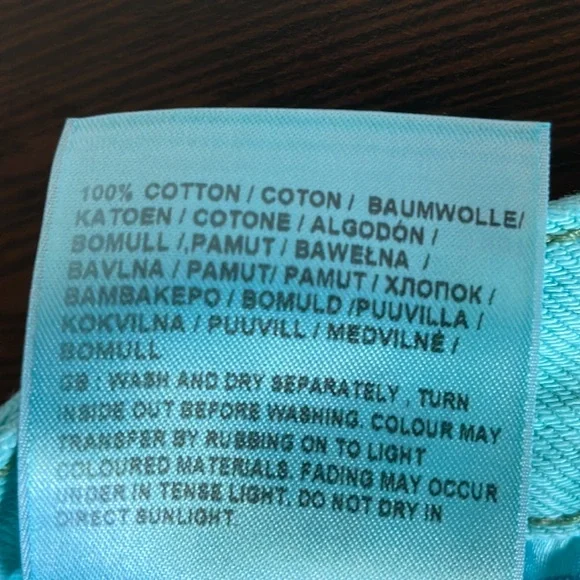 100% COTTON / COTON / BAUMWOLLE/
KATOEN / COTONE / ALGODÓN /
BOMULL /,PAMUT / BAWEŁNA /
BAVLNA / PAMUT/ PAMUT / ХЛОПОК /
BAMBAKEPO / BOMULD /PUUVILLA /
KOKVILNA / PUUVILL / MEDVILNÉ /
BOMULL
GB : WASH AND DRY SEPARATELY , TURN
INSIDE OUT BEFORE WASHING. COLOUR MAY
TRANSFER BY RUBBING ON TO LIGHT
COLOURED MATERIALS. FADING MAY OCCUR
UNDER IN TENSE LIGHT. DO NOT DRY IN
DIRECT SUNLIGHT.